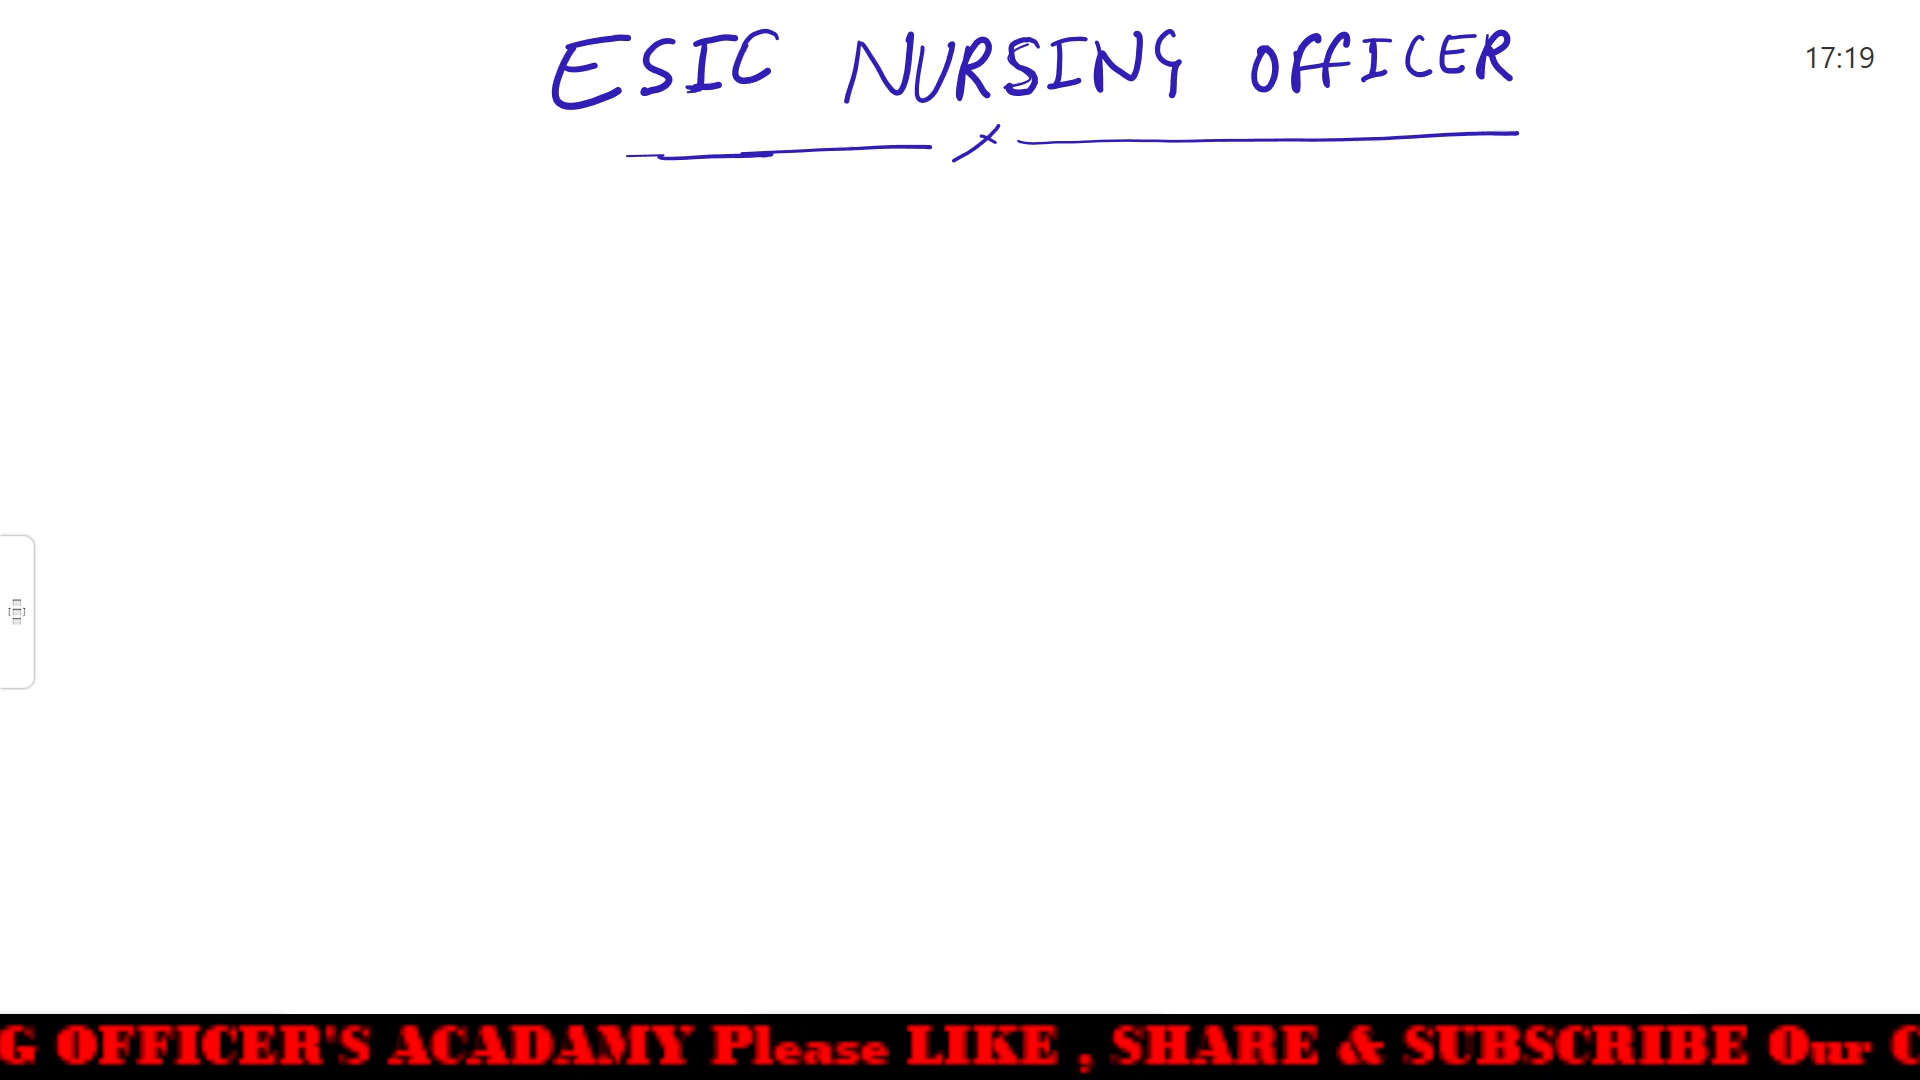 ESIC NURSING OFFICER
17:19
G OFFICER'S ACADAMY Please LIKE , SHARE & SUBSCRIBE Our C